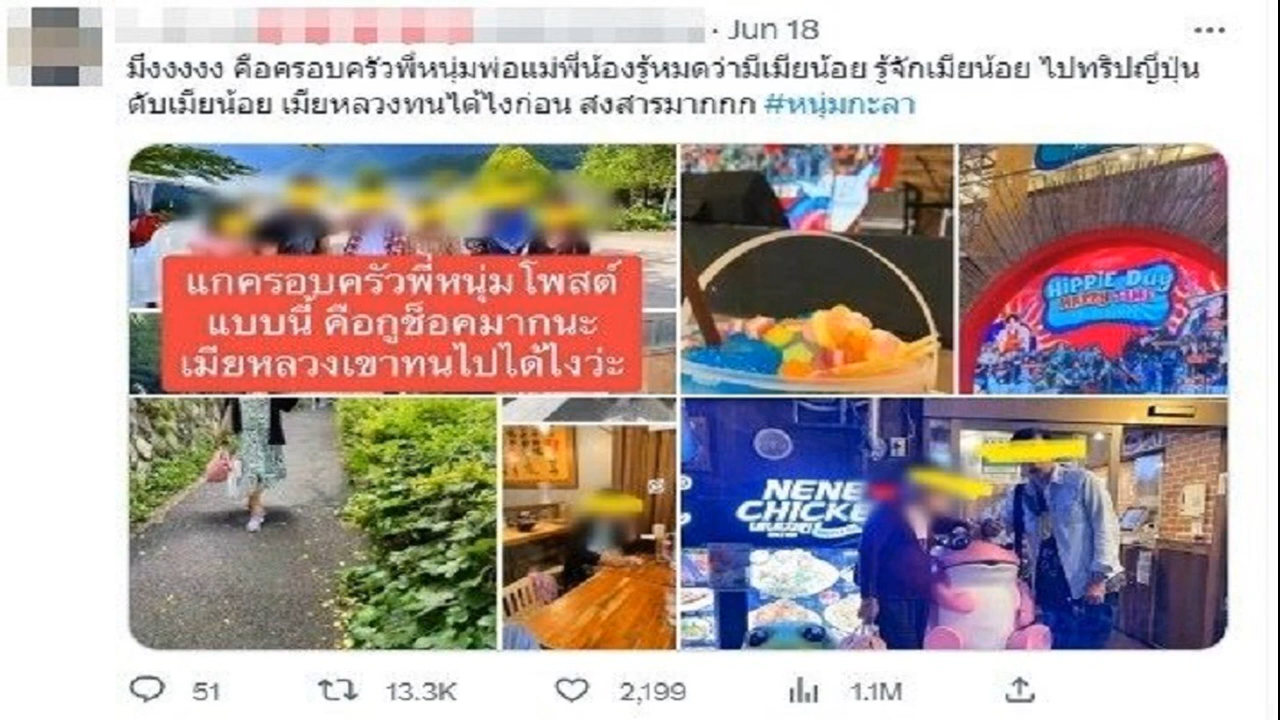 · Jun 18
มึงงงงง คือครอบครัวพี่หนุ่มพ่อแม่พี่น้องรู้หมดว่ามีเมียน้อย รู้จักเมียน้อย ไปทริปญี่ปุ่น
กับเมียน้อย เมียหลวงทนได้ไงก่อน สงสารมากกก #หนุ่มกะลา
แกครอบครัวพี่หนุ่มโพสต์
แบบนี้ คือกูช็อคมากนะ
เมียหลวงเขาทนไปได้ไงว่ะ
HiPPiE Day
NENE
CHICKE
51
13.3K
2,199
1.1M